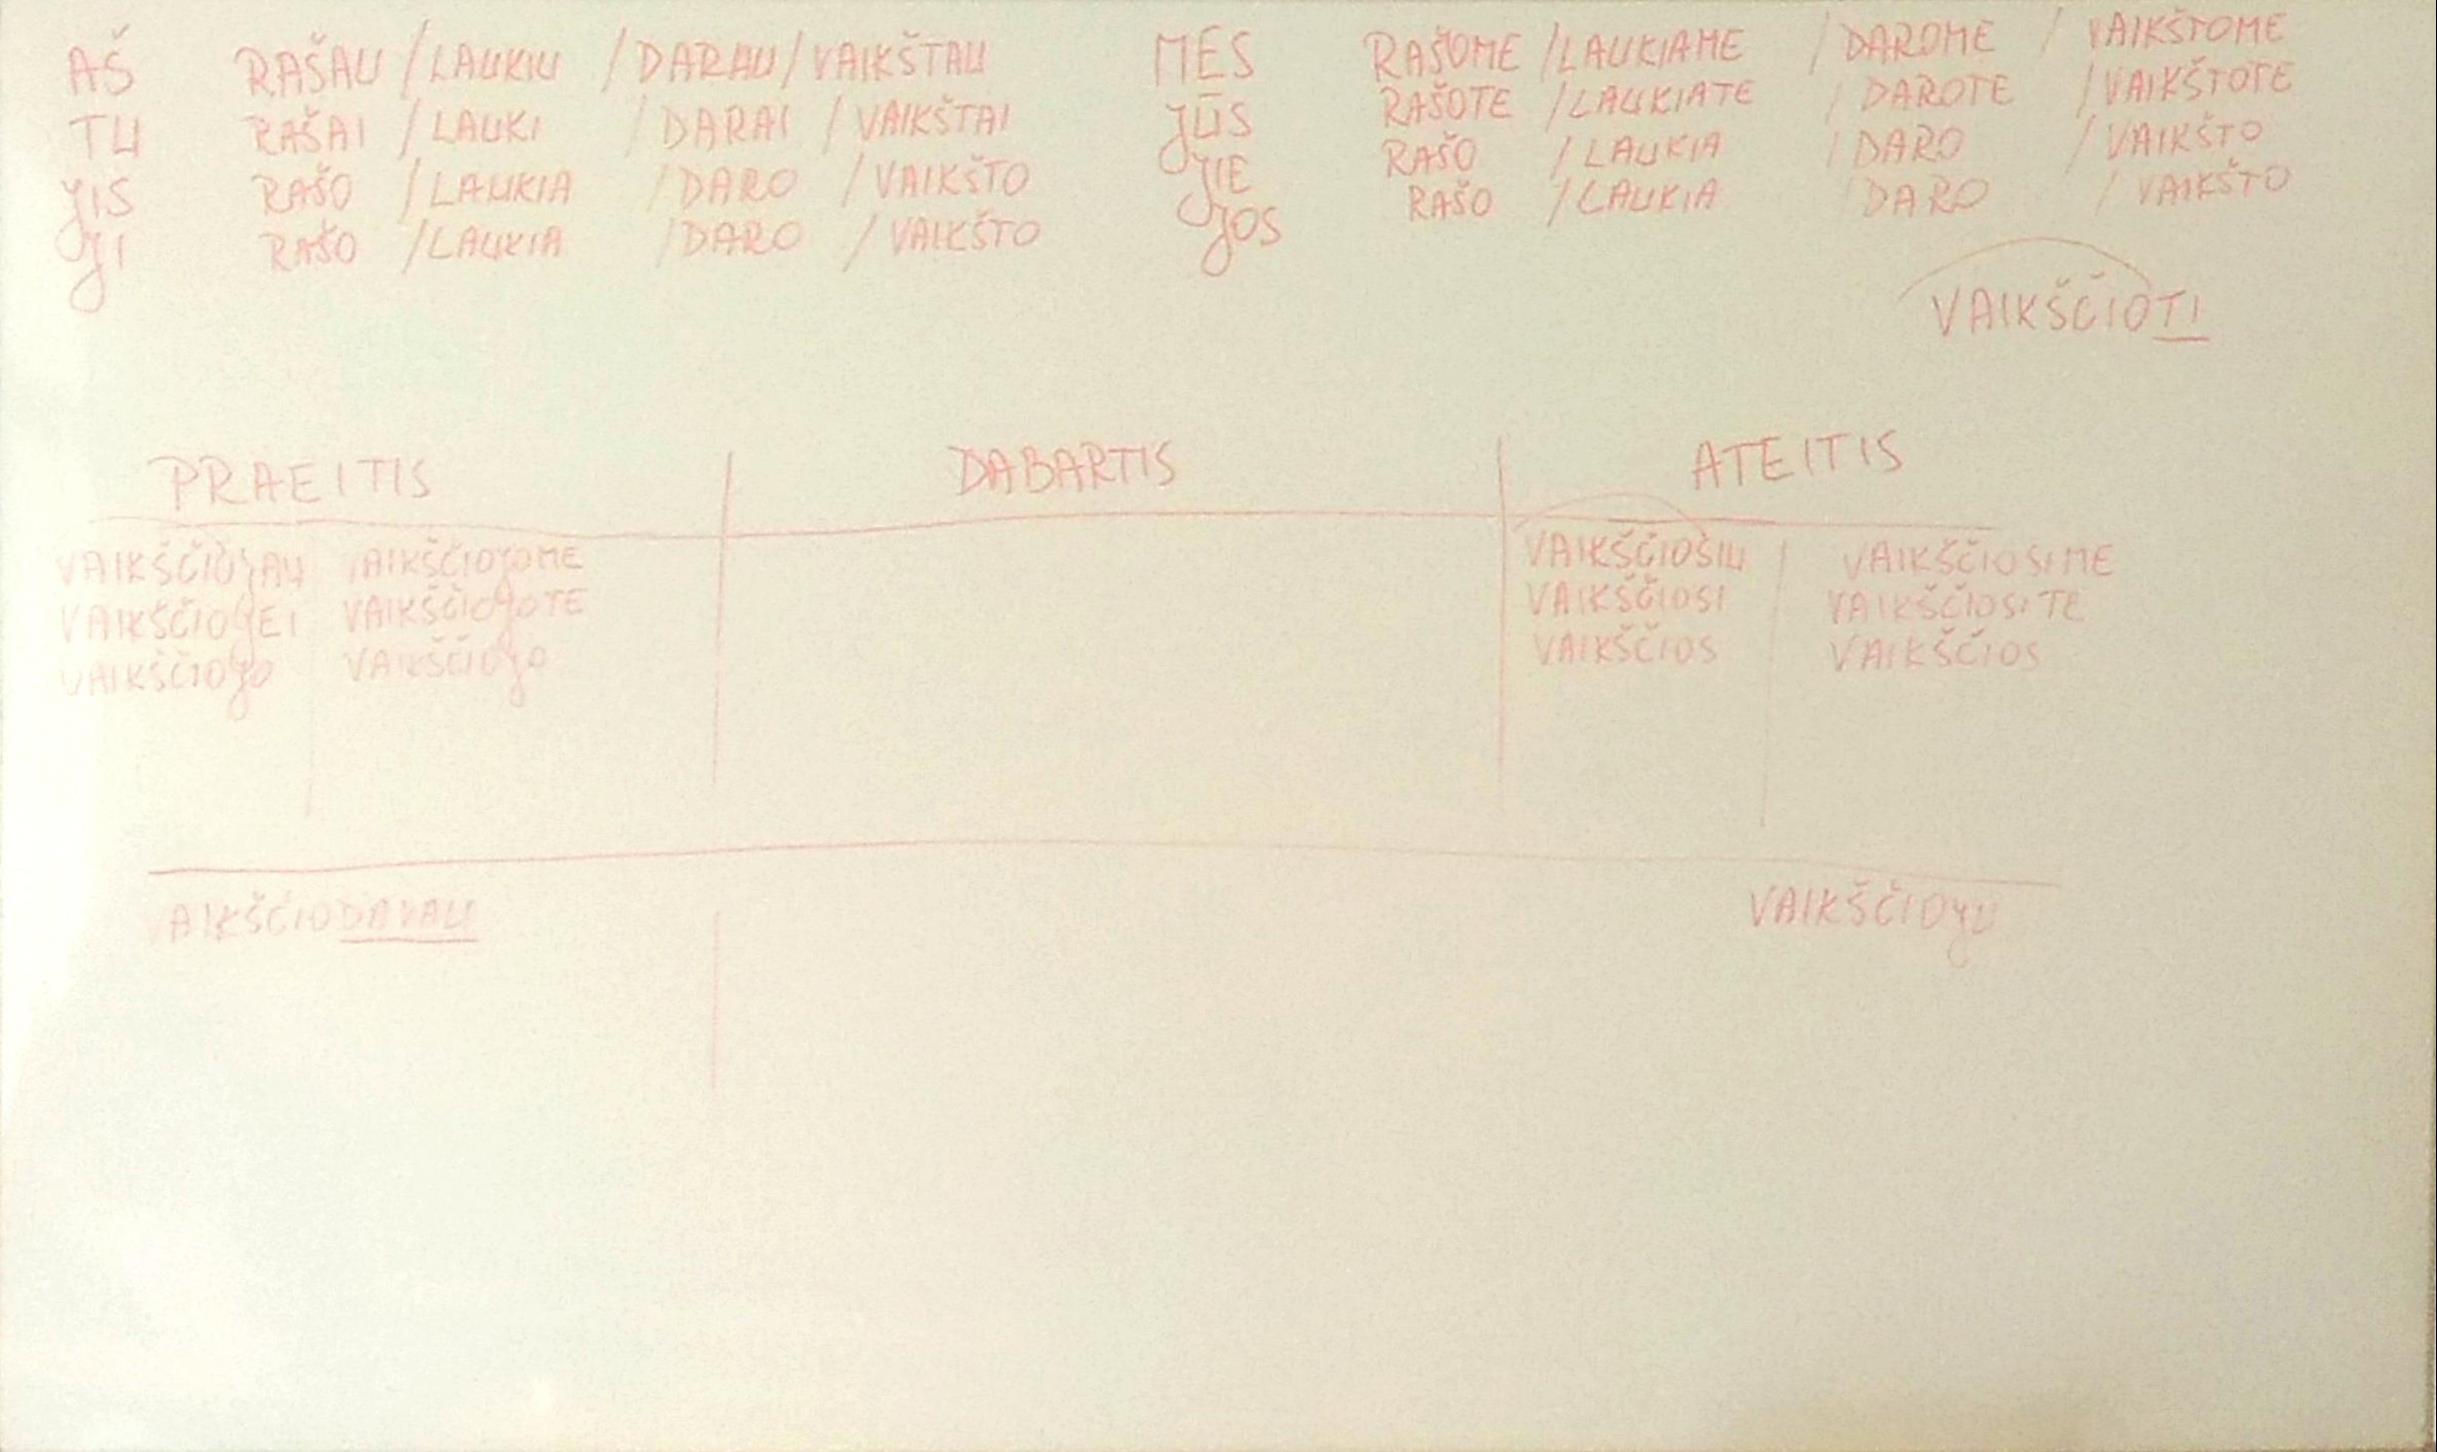 AŠ RAŠAU / LAUKIU / DARAU / VAIKŠTAU
TU RAŠAI / LAUKI / DARAI / VAIKŠTAI
JIS RAŠO / LAUKIA / DARO / VAIKŠTO
JI RAŠO / LAUKIA / DARO / VAIKŠTO
MES RAŠOME / LAUKIAME / DAROME / VAIKŠTOME
JŪS RAŠOTE / LAUKIATE / DAROTE / VAIKŠTOTE
JIE RAŠO / LAUKIA / DARO / VAIKŠTO
JOS RAŠO / LAUKIA / DARO / VAIKŠTO
VAIKŠČIOTI
PRAEITIS DABARTIS ATEITIS
VAIKŠČIOJAU VAIKŠČIOJOME VAIKŠČIOŠIU VAIKŠČIOSIME
VAIKŠČIOJEI VAIKŠČIOJOTE VAIKŠČIOSI VAIKŠČIOSITE
VAIKŠČIOJO VAIKŠČIOJO VAIKŠČIOS VAIKŠČIOS
VAIKŠČIODAVAU VAIKŠČIOJU